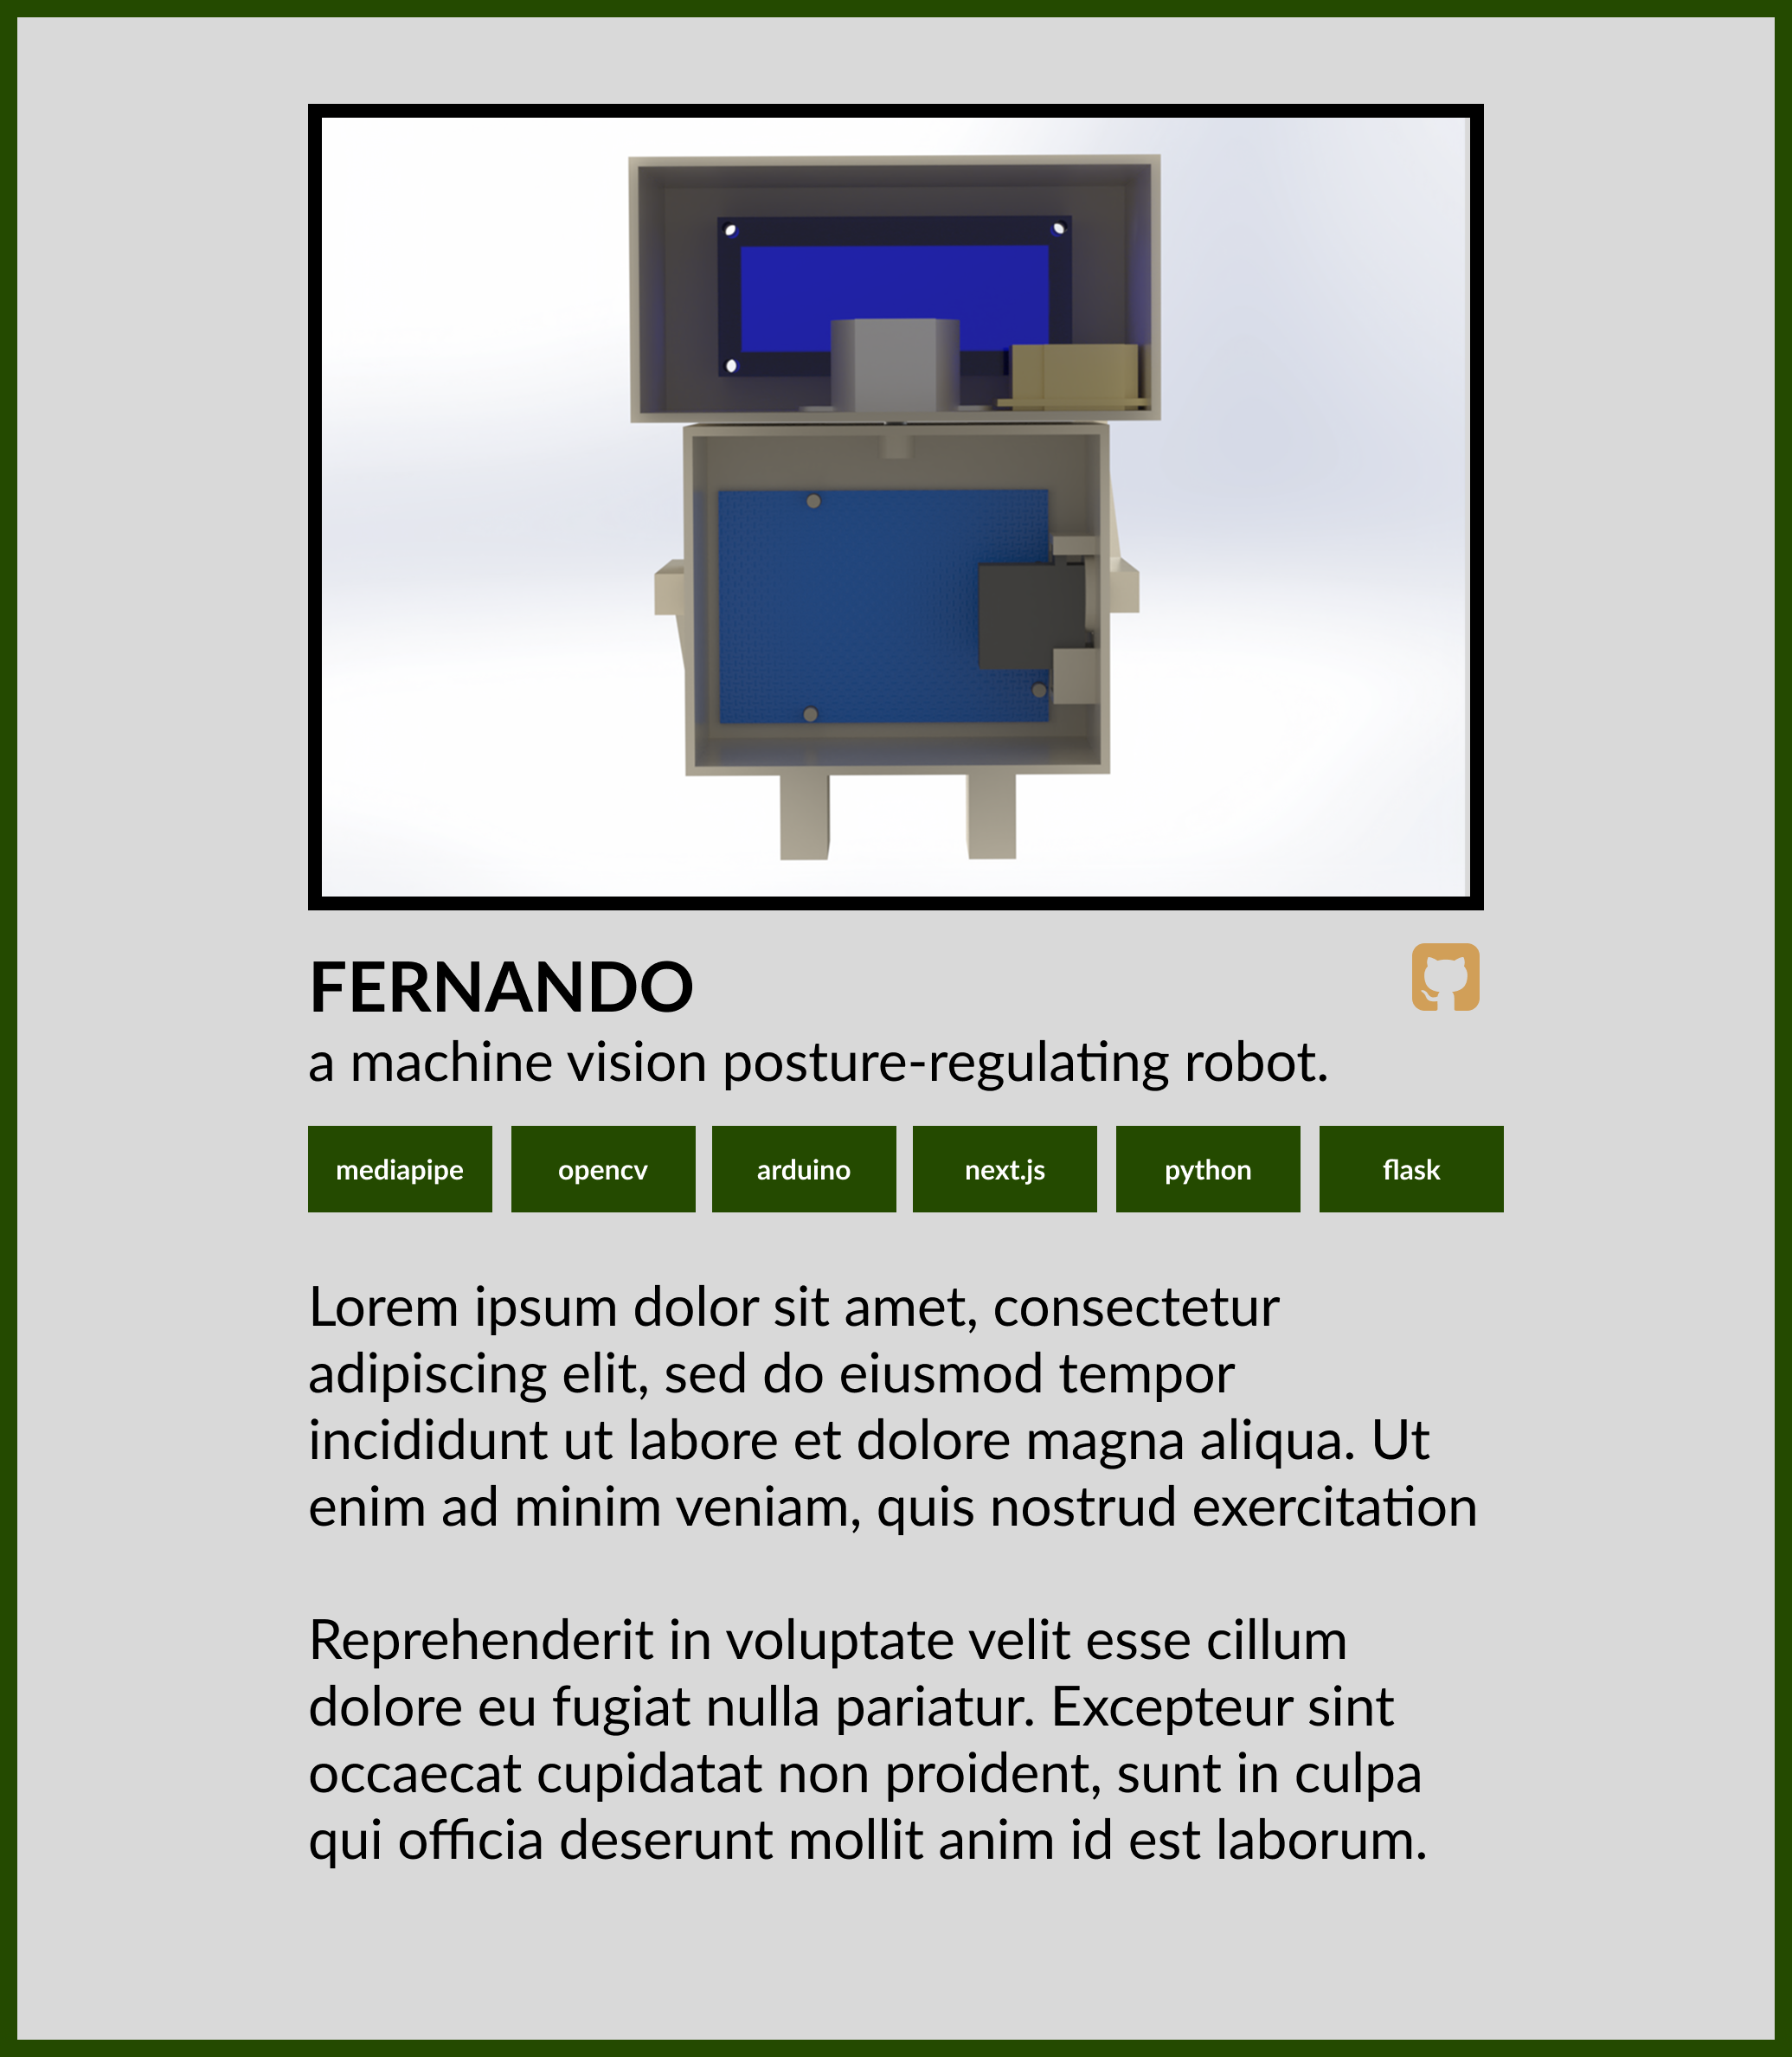 FERNANDO
a machine vision posture-regulating robot.
mediapipe
opencv
arduino
next.js
python
flask
Lorem ipsum dolor sit amet, consectetur
adipiscing elit, sed do eiusmod tempor
incididunt ut labore et dolore magna aliqua. Ut
enim ad minim veniam, quis nostrud exercitation
Reprehenderit in voluptate velit esse cillum
dolore eu fugiat nulla pariatur. Excepteur sint
occaecat cupidatat non proident, sunt in culpa
qui officia deserunt mollit anim id est laborum.